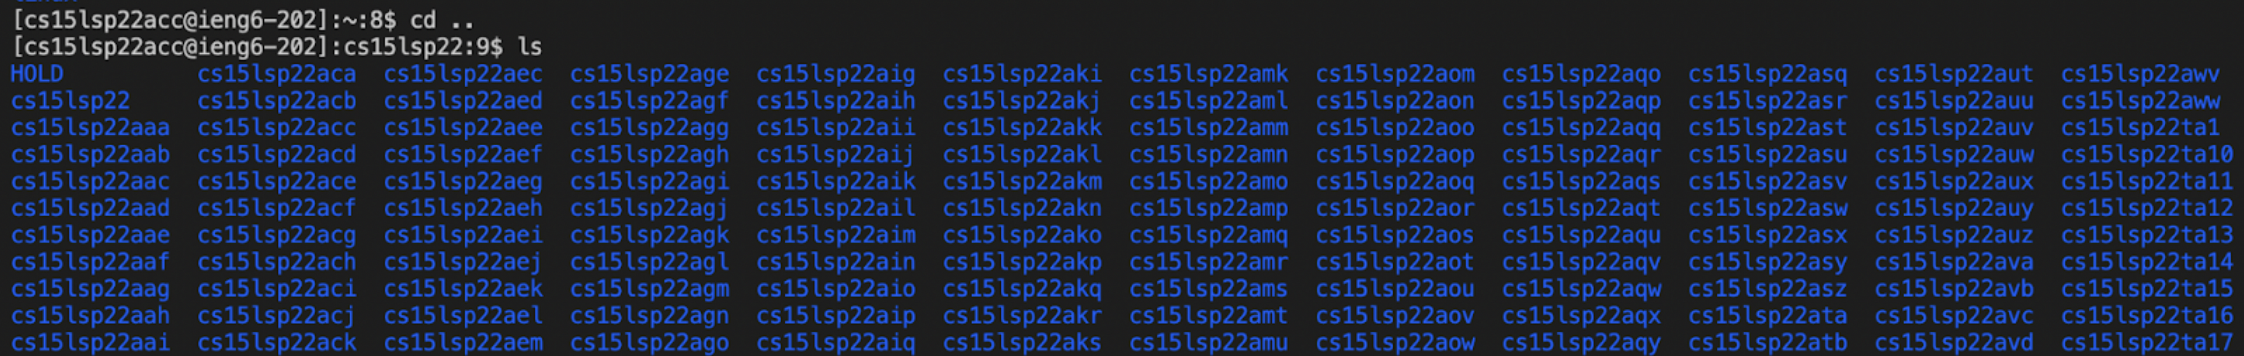 [cs15lsp22acc@ieng6-202]:~:8$ cd ..
[cs15lsp22acc@ieng6-202]:cs15lsp22:9$ ls
HOLD cs15lsp22aca cs15lsp22aec cs15lsp22age cs15lsp22aig cs15lsp22aki cs15lsp22amk cs15lsp22aom cs15lsp22aqo cs15lsp22asq cs15lsp22aut cs15lsp22awv
cs15lsp22 cs15lsp22acb cs15lsp22aed cs15lsp22agf cs15lsp22aih cs15lsp22akj cs15lsp22aml cs15lsp22aon cs15lsp22aqp cs15lsp22asr cs15lsp22auu cs15lsp22aww
cs15lsp22aaa cs15lsp22acc cs15lsp22aee cs15lsp22agg cs15lsp22aii cs15lsp22akk cs15lsp22amm cs15lsp22aoo cs15lsp22aqq cs15lsp22ast cs15lsp22auv cs15lsp22ta1
cs15lsp22aab cs15lsp22acd cs15lsp22aef cs15lsp22agh cs15lsp22aij cs15lsp22akl cs15lsp22amn cs15lsp22aop cs15lsp22aqr cs15lsp22asu cs15lsp22auw cs15lsp22ta10
cs15lsp22aac cs15lsp22ace cs15lsp22aeg cs15lsp22agi cs15lsp22aik cs15lsp22akm cs15lsp22amo cs15lsp22aoq cs15lsp22aqs cs15lsp22asv cs15lsp22aux cs15lsp22ta11
cs15lsp22aad cs15lsp22acf cs15lsp22aeh cs15lsp22agj cs15lsp22ail cs15lsp22akn cs15lsp22amp cs15lsp22aor cs15lsp22aqt cs15lsp22asw cs15lsp22auy cs15lsp22ta12
cs15lsp22aae cs15lsp22acg cs15lsp22aei cs15lsp22agk cs15lsp22aim cs15lsp22ako cs15lsp22amq cs15lsp22aos cs15lsp22aqu cs15lsp22asx cs15lsp22auz cs15lsp22ta13
cs15lsp22aaf cs15lsp22ach cs15lsp22aej cs15lsp22agl cs15lsp22ain cs15lsp22akp cs15lsp22amr cs15lsp22aot cs15lsp22aqv cs15lsp22asy cs15lsp22ava cs15lsp22ta14
cs15lsp22aag cs15lsp22aci cs15lsp22aek cs15lsp22agm cs15lsp22aio cs15lsp22akq cs15lsp22ams cs15lsp22aou cs15lsp22aqw cs15lsp22asz cs15lsp22avb cs15lsp22ta15
cs15lsp22aah cs15lsp22acj cs15lsp22ael cs15lsp22agn cs15lsp22aip cs15lsp22akr cs15lsp22amt cs15lsp22aov cs15lsp22aqx cs15lsp22ata cs15lsp22avc cs15lsp22ta16
cs15lsp22aai cs15lsp22ack cs15lsp22aem cs15lsp22ago cs15lsp22aiq cs15lsp22aks cs15lsp22amu cs15lsp22aow cs15lsp22aqy cs15lsp22atb cs15lsp22avd cs15lsp22ta17